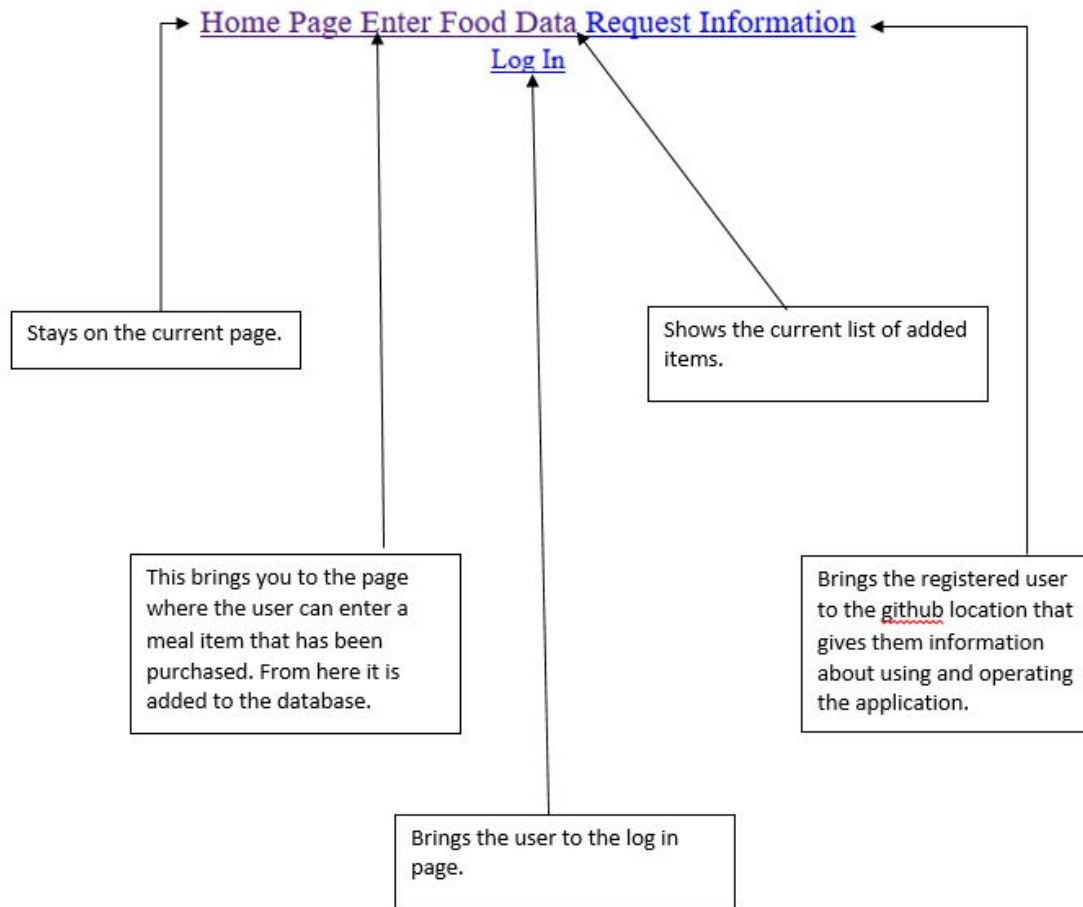 Home Page Enter Food Data Request Information
Log In
Stays on the current page.
Shows the current list of added
items.
This brings you to the page
where the user can enter a
meal item that has been
purchased. From here it is
added to the database.
Brings the registered user
to the github location that
gives them information
about using and operating
the application.
Brings the user to the log in
page.